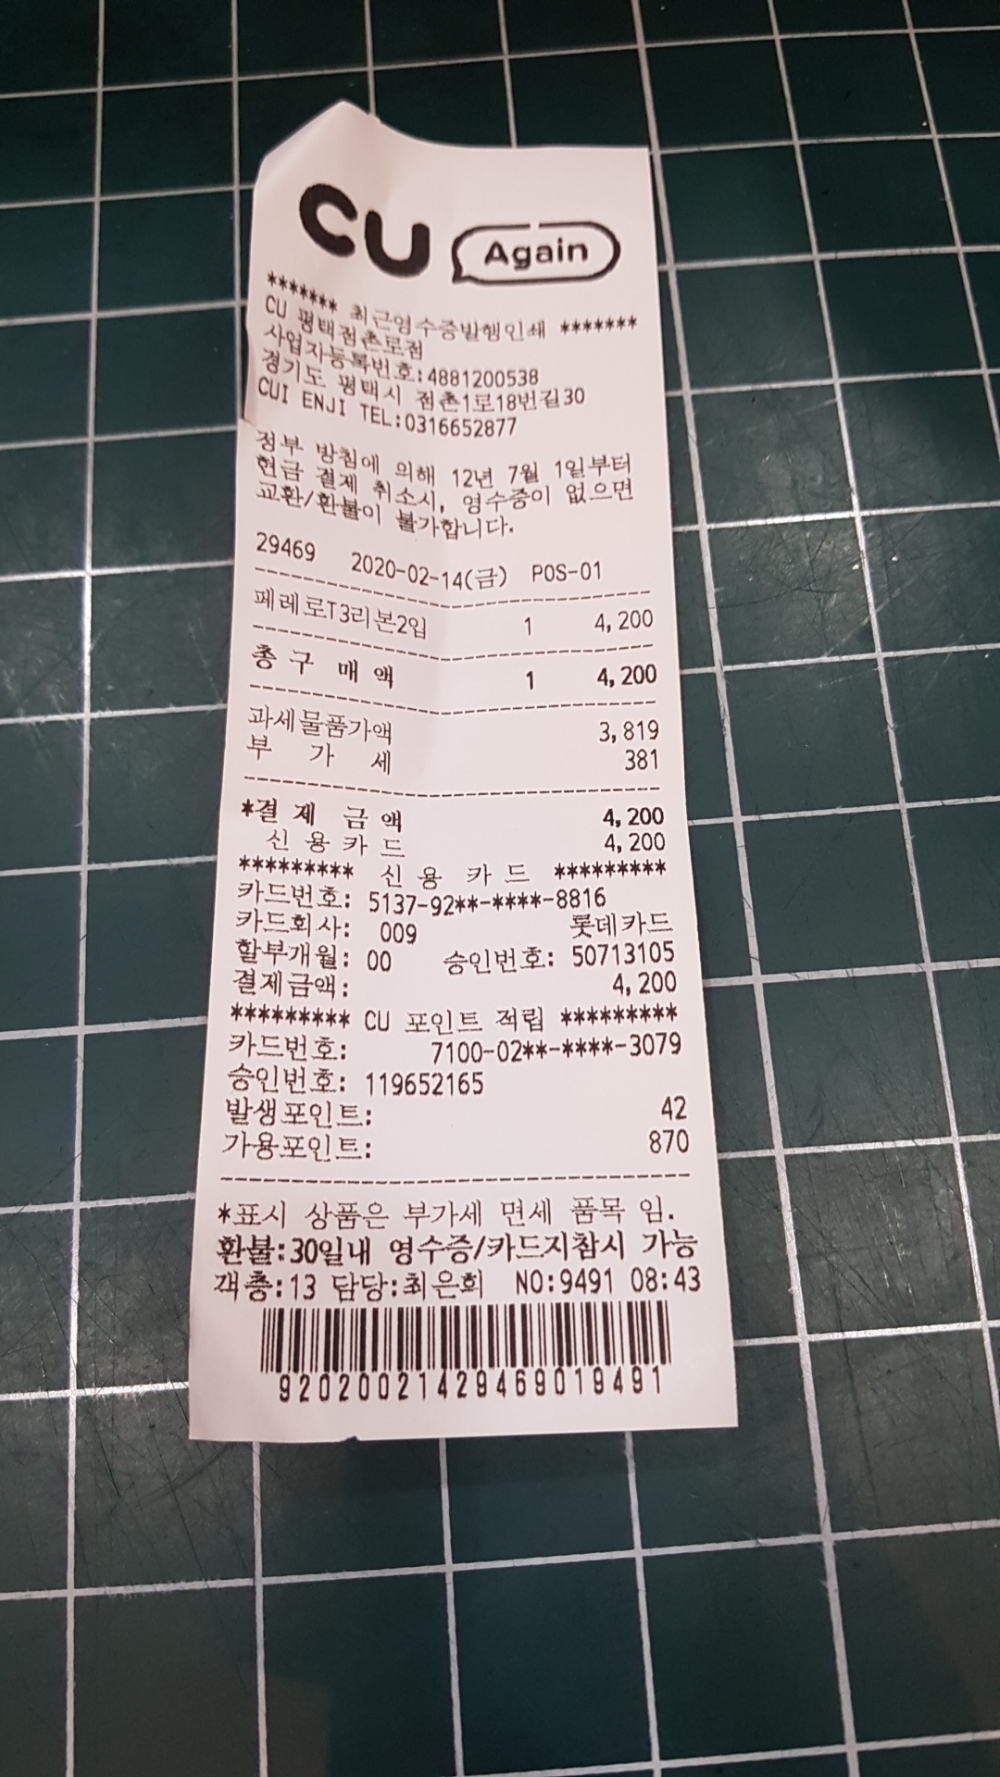 CU Again
******* 최근영수증발행인쇄 *******
CU 평택점촌로점
사업자등록번호:4881200538
경기도 평택시 점촌1로18번길30
CUI ENJI TEL:0316652877
정부 방침에 의해 12년 7월 1일부터
현금 결제 취소시, 영수증이 없으면
교환/환불이 불가합니다.
29469 2020-02-14(금) POS-01
페레로T3리본2입 1 4,200
총 구 매 액 1 4,200
과세물품가액 3,819
부 가 세 381
*결 제 금 액 4,200
신 용 카 드 4,200
********* 신 용 카 드 *********
카드번호: 5137-92**-****-8816
카드회사: 009 롯데카드
할부개월: 00 승인번호: 50713105
결제금액: 4,200
********* CU 포인트 적립 *********
카드번호: 7100-02**-****-3079
승인번호: 119652165
발생포인트: 42
가용포인트: 870
*표시 상품은 부가세 면세 품목 임.
환불:30일내 영수증/카드지참시 가능
객층:13 담당:최은희 NO:9491 08:43
92020021429469019491